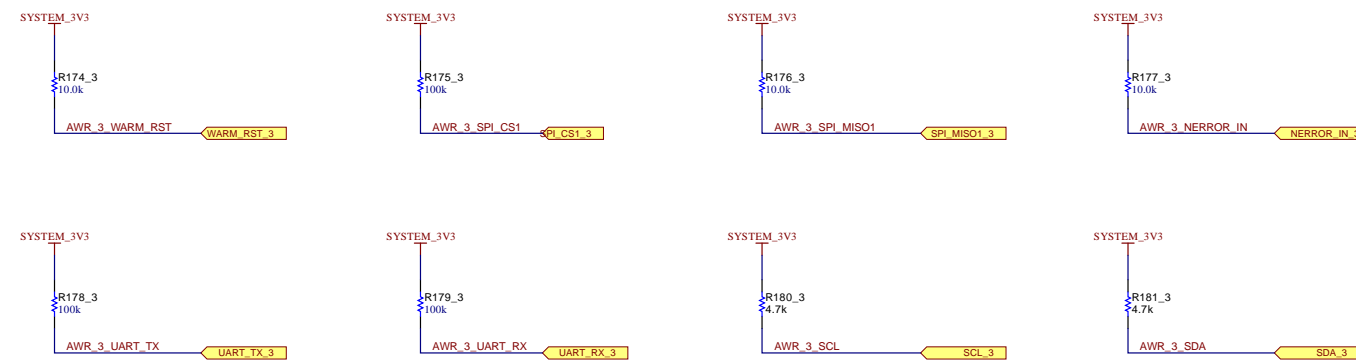 SYSTEM_3V3
R174_3
10.0k
AWR_3_WARM_RST
WARM_RST_3
SYSTEM_3V3
R175_3
100k
AWR_3_SPI_CS1
SPI_CS1_3
SYSTEM_3V3
R176_3
10.0k
AWR_3_SPI_MISO1
SPI_MISO1_3
SYSTEM_3V3
R177_3
10.0k
AWR_3_NERROR_IN
NERROR_IN_3
SYSTEM_3V3
R178_3
100k
AWR_3_UART_TX
UART_TX_3
SYSTEM_3V3
R179_3
100k
AWR_3_UART_RX
UART_RX_3
SYSTEM_3V3
R180_3
4.7k
AWR_3_SCL
SCL_3
SYSTEM_3V3
R181_3
4.7k
AWR_3_SDA
SDA_3